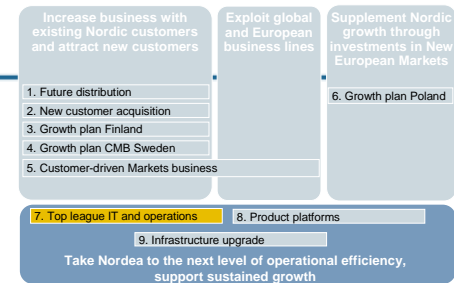 Increase business with
existing Nordic customers
and attract new customers
Exploit global
and European
business lines
Supplement Nordic
growth through
investments in New
European Markets
1. Future distribution
2. New customer acquisition
3. Growth plan Finland
4. Growth plan CMB Sweden
5. Customer-driven Markets business
6. Growth plan Poland
7. Top league IT and operations
8. Product platforms
9. Infrastructure upgrade
Take Nordea to the next level of operational efficiency,
support sustained growth